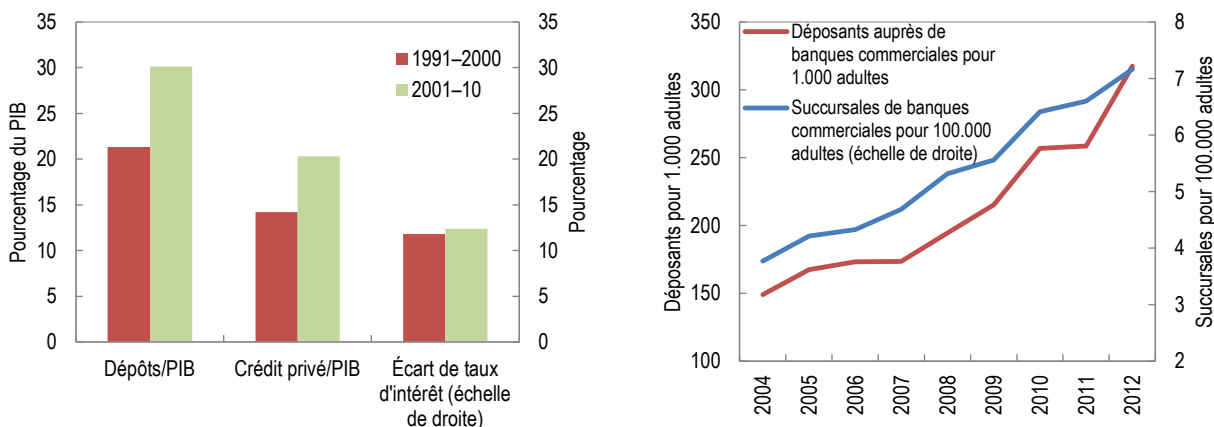 35
30
25
20
15
10
5
0
Pourcentage du PIB
1991–2000
2001–10
35
30
25
20
15
10
5
0
Pourcentage
Dépôts/PIB
Crédit privé/PIB
Écart de taux
d'intérêt (échelle
de droite)
350
300
250
200
150
100
Déposants pour 1.000 adultes
Déposants auprès de
banques commerciales pour
1.000 adultes
Succursales de banques
commerciales pour 100.000
adultes (échelle de droite)
8
7
6
5
4
3
2
Succursales pour 100.000 adultes
2004
2005
2006
2007
2008
2009
2010
2011
2012